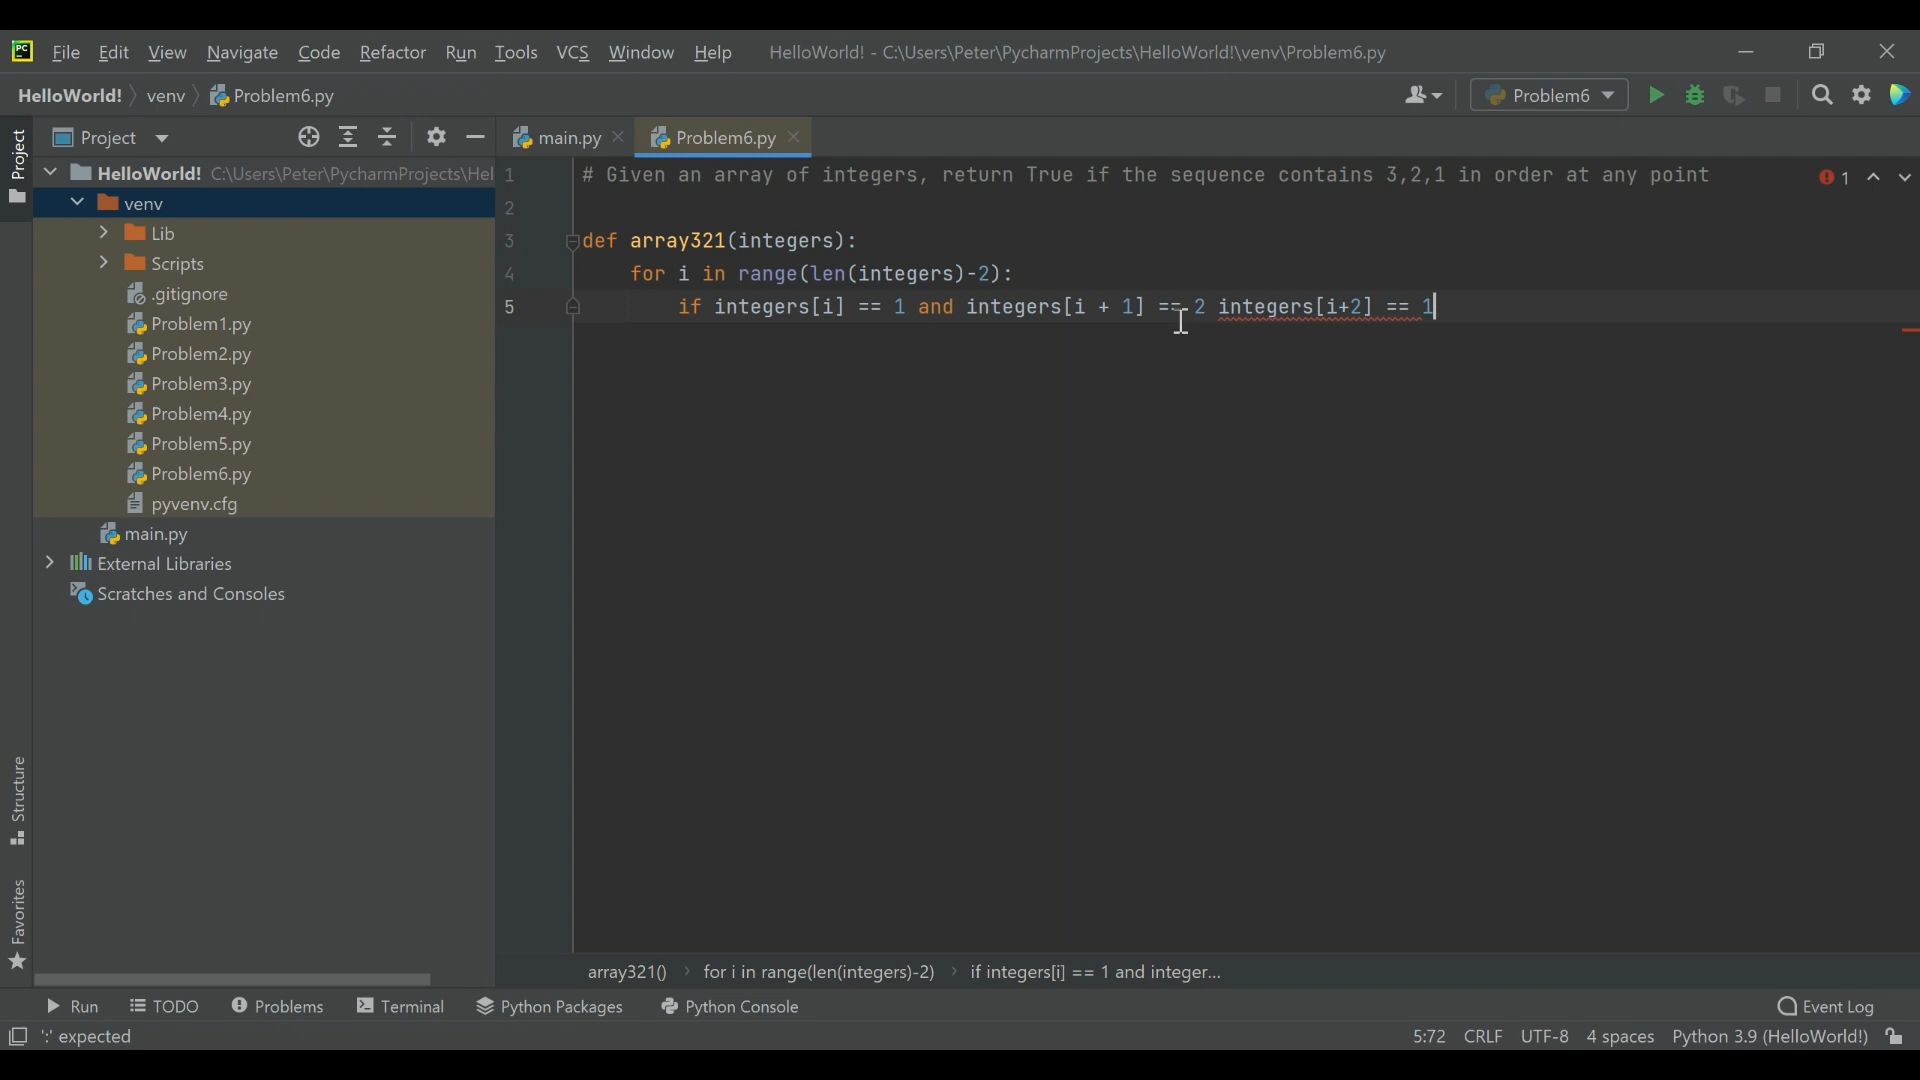 PC File Edit View Navigate Code Refactor Run Tools VCS Window Help HelloWorld! - C:\Users\Peter\PycharmProjects\HelloWorld!\venv\Problem6.py
HelloWorld! venv Problem6.py Problem6
Project
Project main.py Problem6.py
HelloWorld! C:\Users\Peter\PycharmProjects\Hel
venv
Lib
Scripts
.gitignore
Problem1.py
Problem2.py
Problem3.py
Problem4.py
Problem5.py
Problem6.py
pyvenv.cfg
main.py
External Libraries
Scratches and Consoles
1 # Given an array of integers, return True if the sequence contains 3,2,1 in order at any point 1
2
3 def array321(integers):
4 for i in range(len(integers)-2):
5 if integers[i] == 1 and integers[i + 1] == 2 integers[i+2] == 1
Structure
Favorites
array321() for i in range(len(integers)-2) if integers[i] == 1 and integer...
Run TODO Problems Terminal Python Packages Python Console Event Log
':' expected 5:72 CRLF UTF-8 4 spaces Python 3.9 (HelloWorld!)